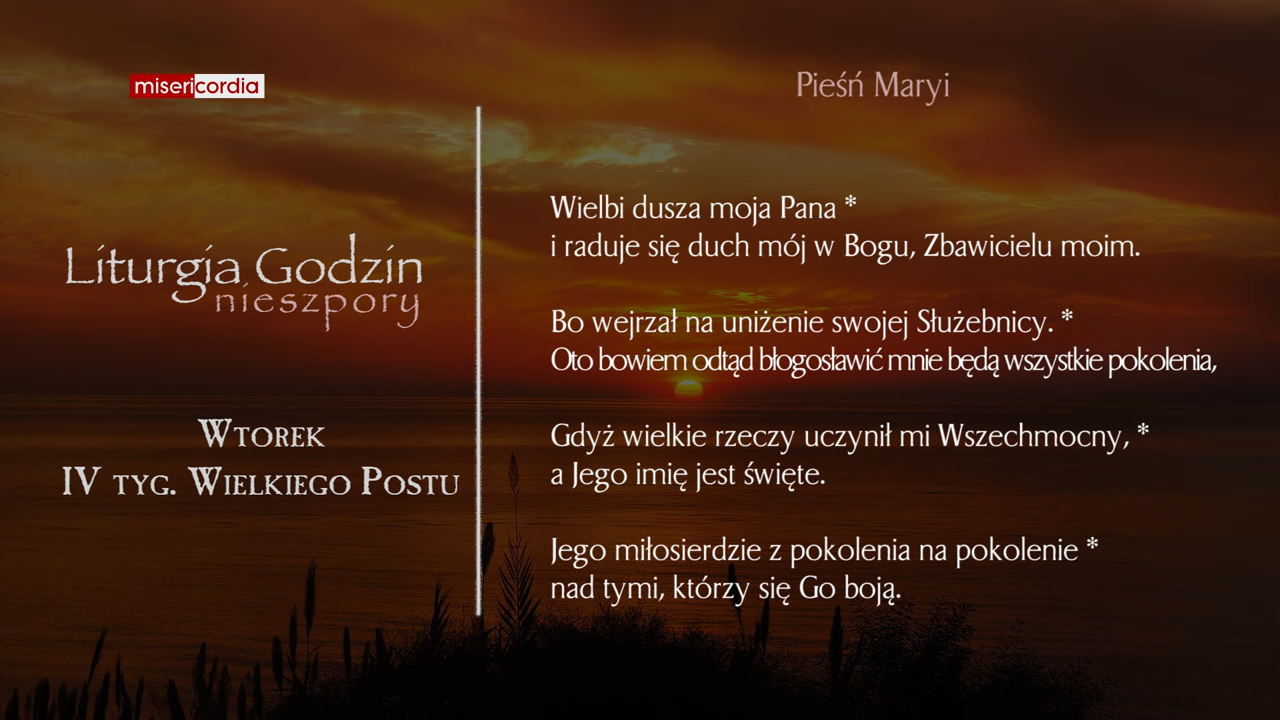 misericordia
Liturgia Godzin
nieszpory
Wtorek
IV tyg. Wielkiego Postu
Pieśń Maryi
Wielbi dusza moja Pana *
i raduje się duch mój w Bogu, Zbawicielu moim.
Bo wejrzał na uniżenie swojej Służebnicy. *
Oto bowiem odtąd błogosławić mnie będą wszystkie pokolenia,
Gdyż wielkie rzeczy uczynił mi Wszechmocny, *
a Jego imię jest święte.
Jego miłosierdzie z pokolenia na pokolenie *
nad tymi, którzy się Go boją.